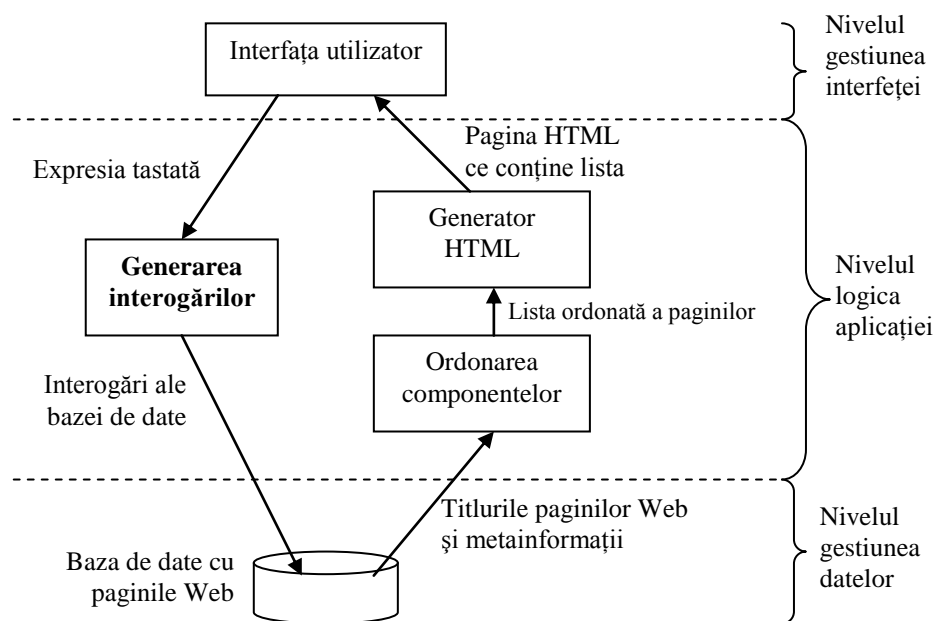 Interfața utilizator
Nivelul
gestiunea
interfeței
Expresia tastată
Pagina HTML
ce conține lista
Generator
HTML
Generarea
interogărilor
Lista ordonată a paginilor
Nivelul
logica
aplicației
Ordonarea
componentelor
Interogări ale
bazei de date
Titlurile paginilor Web
şi metainformații
Baza de date cu
paginile Web
Nivelul
gestiunea
datelor